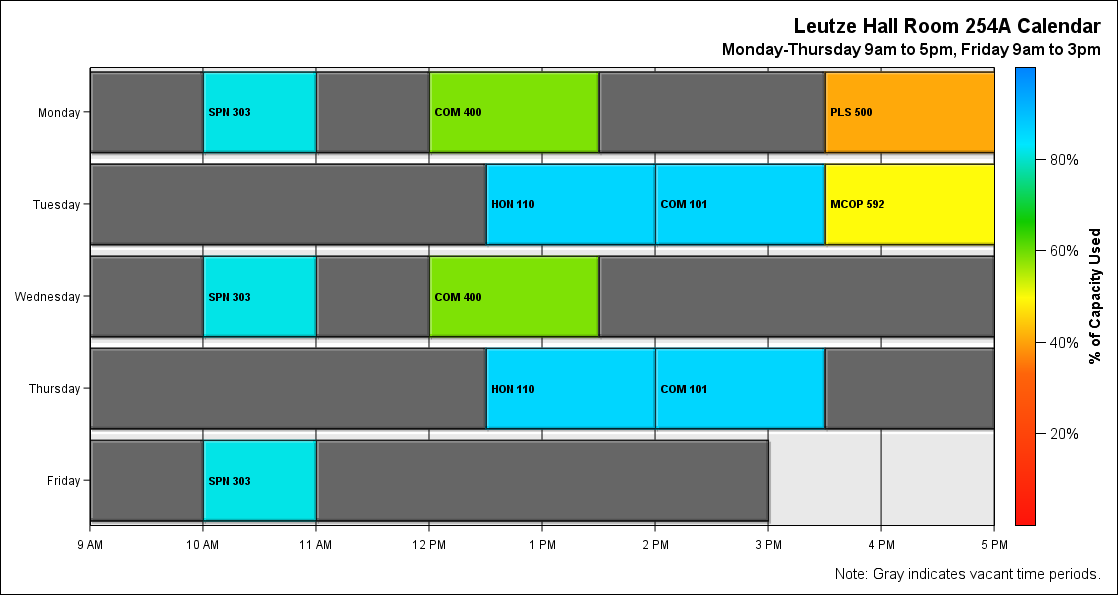 Leutze Hall Room 254A Calendar
Monday-Thursday 9am to 5pm, Friday 9am to 3pm
Monday
SPN 303
COM 400
PLS 500
Tuesday
HON 110
COM 101
MCOP 592
Wednesday
SPN 303
COM 400
Thursday
HON 110
COM 101
Friday
SPN 303
9 AM
10 AM
11 AM
12 PM
1 PM
2 PM
3 PM
4 PM
5 PM
80%
60%
40%
20%
% of Capacity Used
Note: Gray indicates vacant time periods.